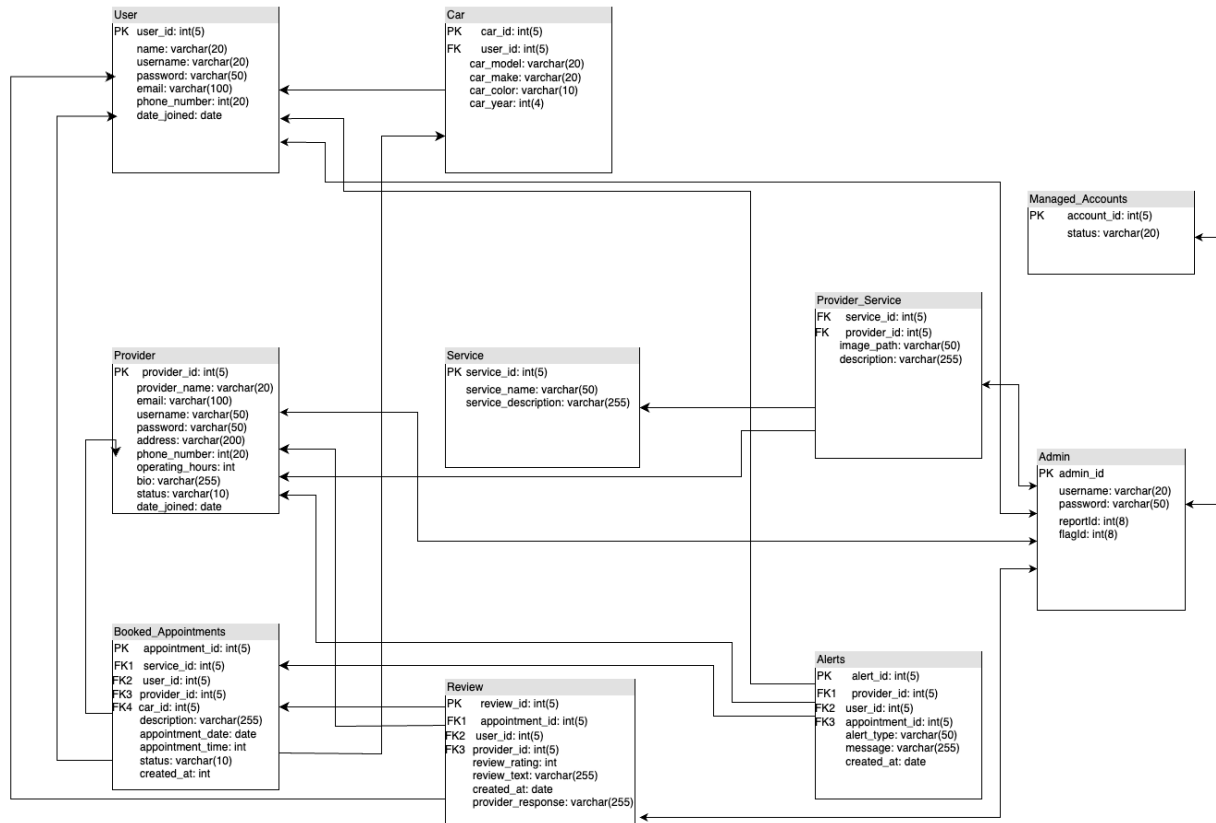 User
PK user_id: int(5)
name: varchar(20)
username: varchar(20)
password: varchar(50)
email: varchar(100)
phone_number: int(20)
date_joined: date
Car
PK car_id: int(5)
FK user_id: int(5)
car_model: varchar(20)
car_make: varchar(20)
car_color: varchar(10)
car_year: int(4)
Managed_Accounts
PK account_id: int(5)
status: varchar(20)
Provider_Service
FK service_id: int(5)
FK provider_id: int(5)
image_path: varchar(50)
description: varchar(255)
Provider
PK provider_id: int(5)
provider_name: varchar(20)
email: varchar(100)
username: varchar(50)
password: varchar(50)
address: varchar(200)
phone_number: int(20)
operating_hours: int
bio: varchar(255)
status: varchar(10)
date_joined: date
Service
PK service_id: int(5)
service_name: varchar(50)
service_description: varchar(255)
Admin
PK admin_id
username: varchar(20)
password: varchar(50)
reportId: int(8)
flagId: int(8)
Booked_Appointments
PK appointment_id: int(5)
FK1 service_id: int(5)
FK2 user_id: int(5)
FK3 provider_id: int(5)
FK4 car_id: int(5)
description: varchar(255)
appointment_date: date
appointment_time: int
status: varchar(10)
created_at: int
Review
PK review_id: int(5)
FK1 appointment_id: int(5)
FK2 user_id: int(5)
FK3 provider_id: int(5)
review_rating: int
review_text: varchar(255)
created_at: date
provider_response: varchar(255)
Alerts
PK alert_id: int(5)
FK1 provider_id: int(5)
FK2 user_id: int(5)
FK3 appointment_id: int(5)
alert_type: varchar(50)
message: varchar(255)
created_at: date